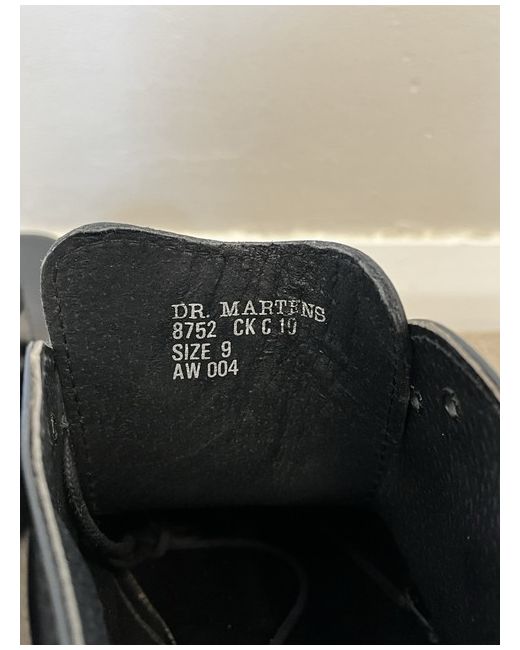 DR. MARTENS
8752 CK C 10
SIZE 9
AW 004